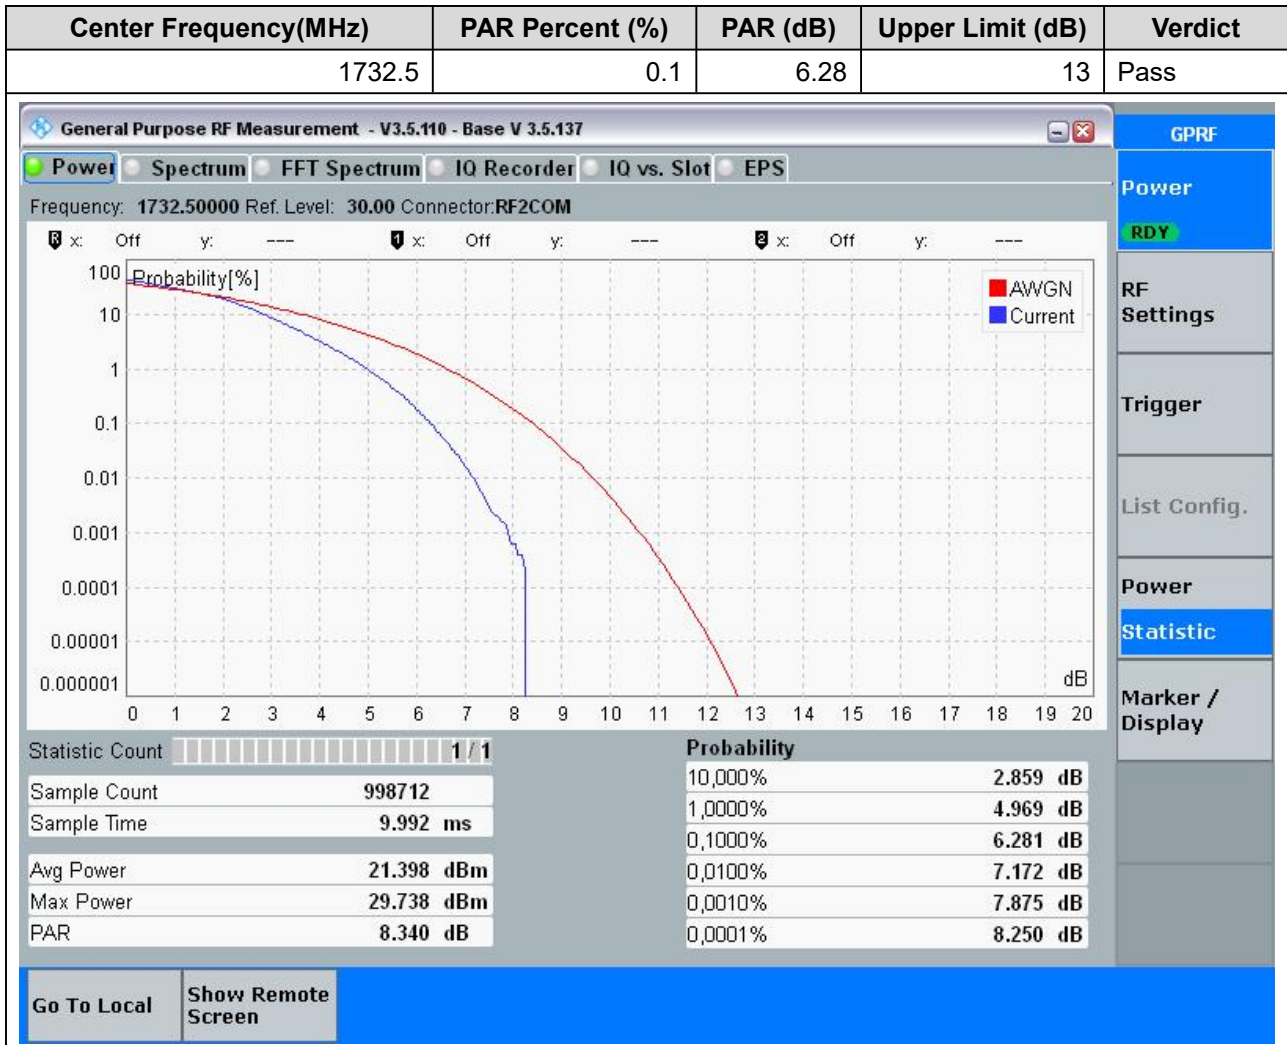 Center Frequency(MHz) PAR Percent (%) PAR (dB) Upper Limit (dB) Verdict
1732.5 0.1 6.28 13 Pass
General Purpose RF Measurement - V3.5.110 - Base V 3.5.137
GPRF
Power Spectrum FFT Spectrum IQ Recorder IQ vs. Slot EPS
Frequency: 1732.50000 Ref. Level: 30.00 Connector:RF2COM
R x: Off y: --- 1 x: Off y: --- 2 x: Off y: ---
Power
RDY
RF
Settings
Trigger
List Config.
Power
Statistic
Marker /
Display
Probability[%]
AWGN
Current
100
10
1
0.1
0.01
0.001
0.0001
0.00001
0.000001
dB
0 1 2 3 4 5 6 7 8 9 10 11 12 13 14 15 16 17 18 19 20
Statistic Count 1 / 1
Sample Count 998712
Sample Time 9.992 ms
Avg Power 21.398 dBm
Max Power 29.738 dBm
PAR 8.340 dB
Probability
10,000% 2.859 dB
1,0000% 4.969 dB
0,1000% 6.281 dB
0,0100% 7.172 dB
0,0010% 7.875 dB
0,0001% 8.250 dB
Go To Local
Show Remote
Screen